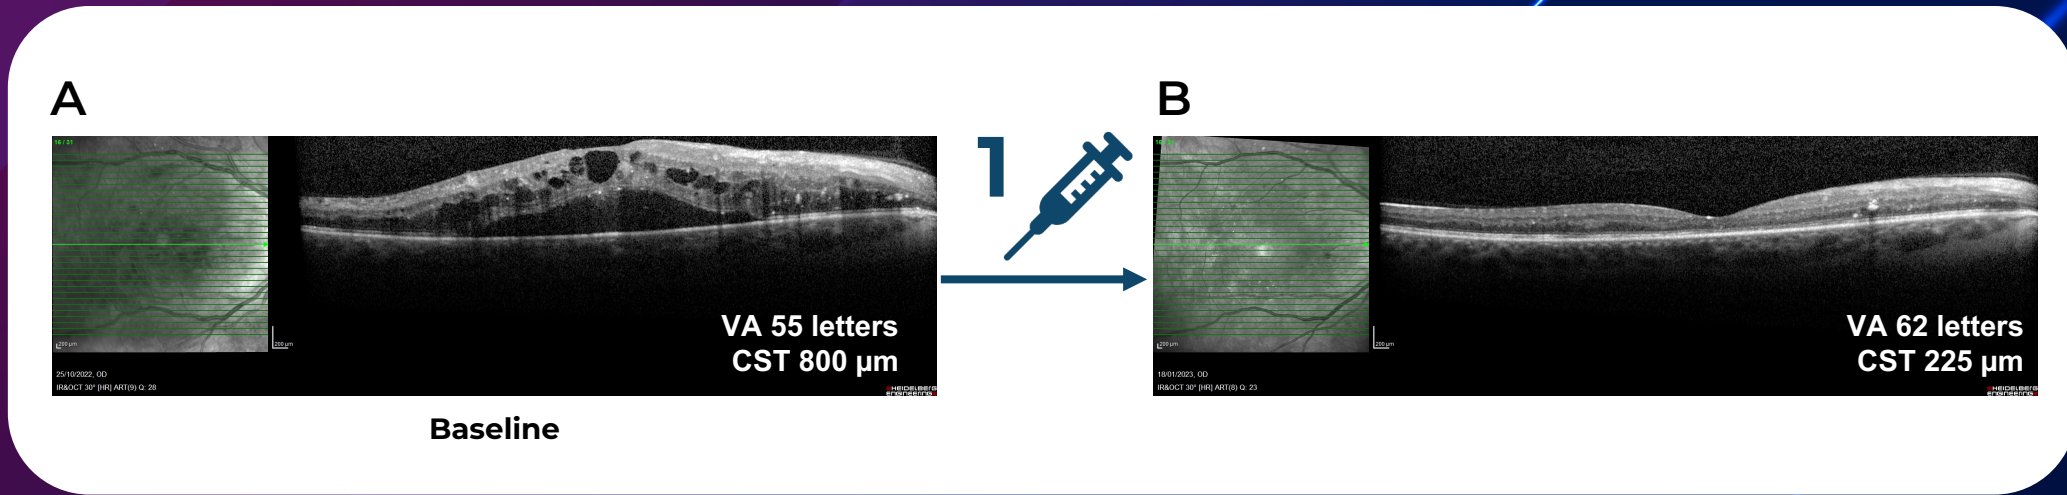 A
16 / 31
200 µm
200 µm
25/10/2022, OD
IR&OCT 30° [HR] ART(9) Q: 28
VA 55 letters
CST 800 µm
HEIDELBERG
ENGINEERING
Baseline
1
B
200 µm
200 µm
18/01/2023, OD
IR&OCT 30° [HR] ART(8) Q: 23
VA 62 letters
CST 225 µm
HEIDELBERG
ENGINEERING